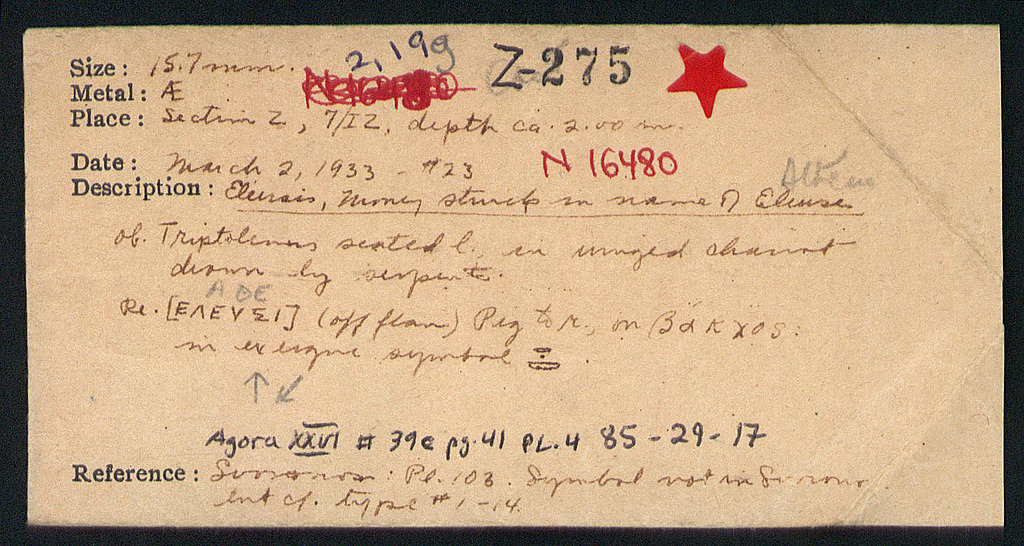 2,19g
Z-275
Size: 15.7 mm.
Metal: Æ
Place: Section Z, 7/IZ, depth ca. 2.00 m.
Date: March 2, 1933 - #23
N 16480
Athens
Description: Eleusis, Money struck in name of Eleusis
ob. Triptolemus seated l., in winged chariot
drawn by serpents.
A ΘE
Re. [ΕΛΕΥΣΙ] (off flan) Pig to r., on βάκχος:
in exergue symbol
↑ ↙
Agora XXVI # 39e pg. 41 PL. 4 85-29-17
Reference: Svoronos: Pl. 103. Symbol not in Svoronos
but cf. type #1-14.